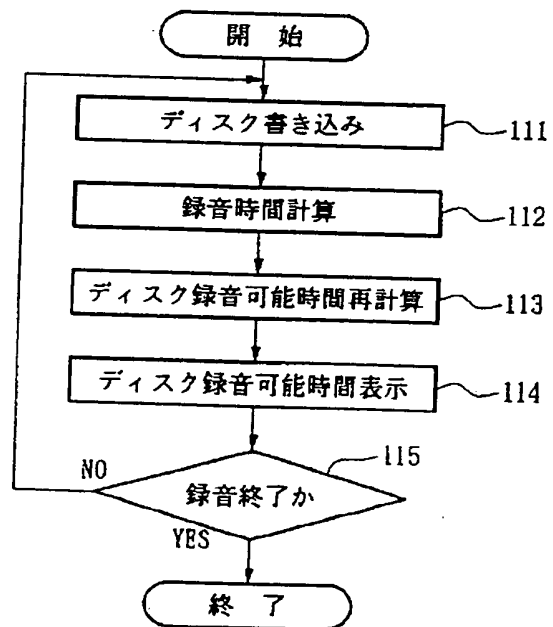 開始
ディスク書き込み
111
録音時間計算
112
ディスク録音可能時間再計算
113
ディスク録音可能時間表示
114
115
NO
録音終了か
YES
終了